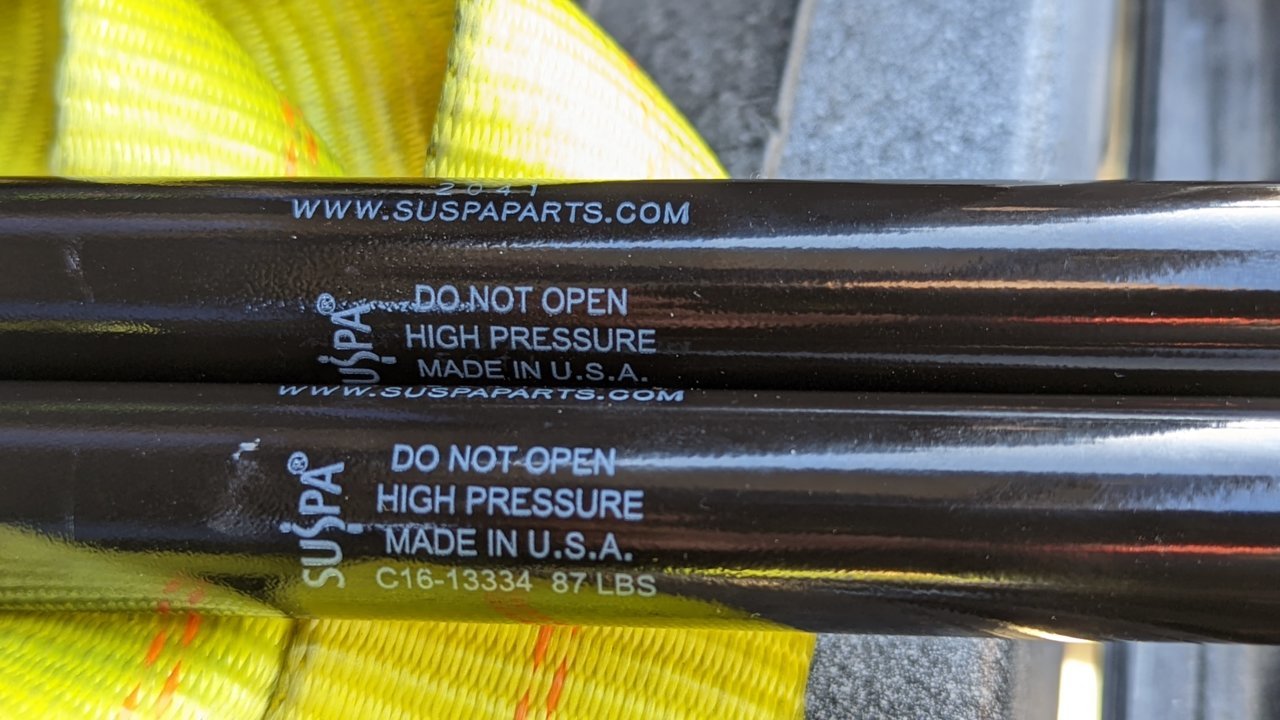 2041
WWW.SUSPAPARTS.COM
SUSPA®
DO NOT OPEN
HIGH PRESSURE
MADE IN U.S.A.
WWW.SUSPAPARTS.COM
SUSPA®
DO NOT OPEN
HIGH PRESSURE
MADE IN U.S.A.
C16-13334 87 LBS